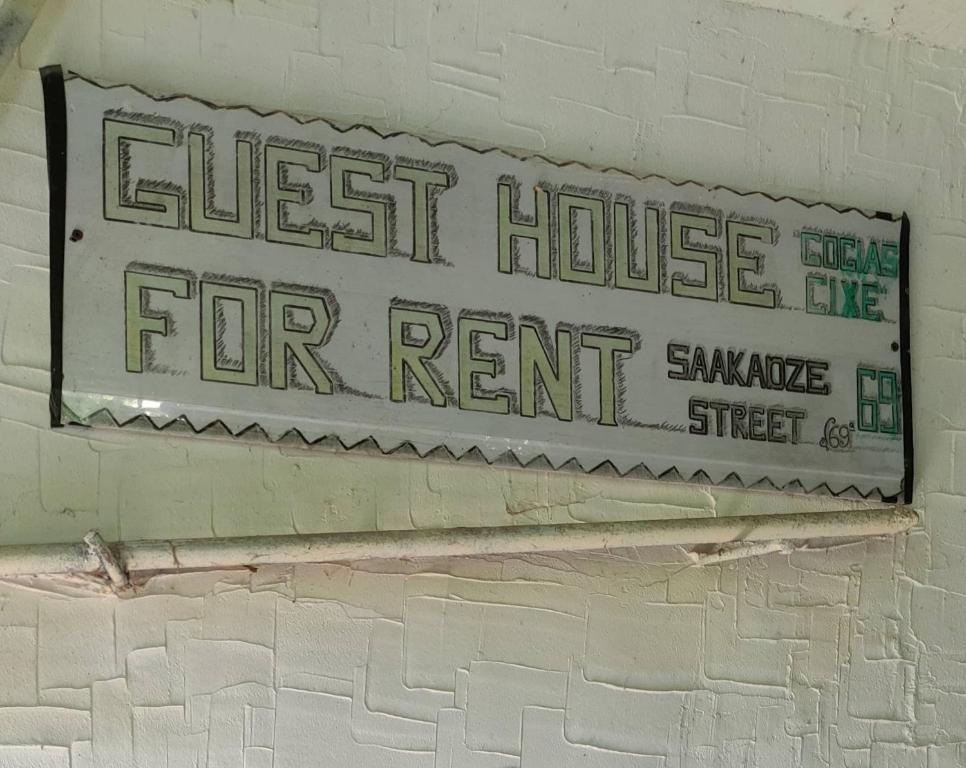 GUEST HOUSE
GOGIAS
CIXE
FOR RENT
SAAKADZE
STREET "69"
69